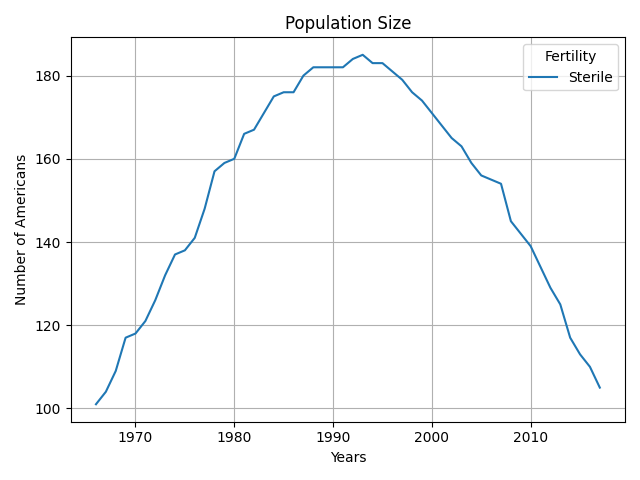 Population Size
Fertility
Sterile
Number of Americans
180
160
140
120
100
1970
1980
1990
2000
2010
Years